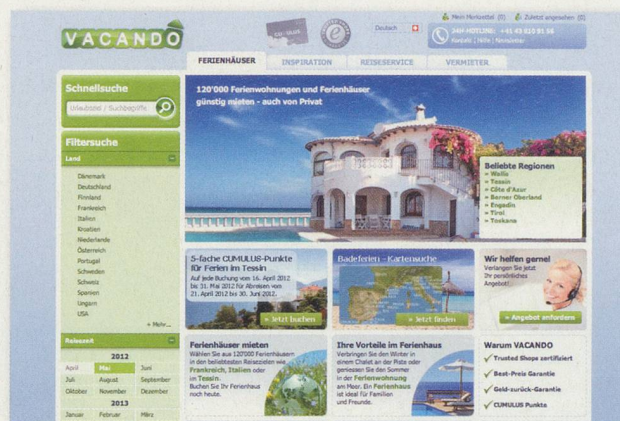 VACANDO
Deutsch
Mein Merkzettel (0)
Zuletzt angesehen (0)
24H-HOTLINE: +41 43 810 91 56
Kontakt | Hilfe | Newsletter
FERIENHÄUSER
INSPIRATION
REISESERVICE
VERMIETER
Schnellsuche
Urlaubsziel / Suchbegriffe
Filtersuche
Land
Dänemark
Deutschland
Finnland
Frankreich
Italien
Kroatien
Niederlande
Österreich
Portugal
Schweden
Schweiz
Spanien
Ungarn
USA
» Mehr...
Reisezeit
2012
April Mai Juni
Juli August September
Oktober November Dezember
2013
Januar Februar März
120'000 Ferienwohnungen und Ferienhäuser
günstig mieten - auch von Privat
Beliebte Regionen
» Wallis
» Tessin
» Côte d'Azur
» Berner Oberland
» Engadin
» Tirol
» Toskana
5-fache CUMULUS-Punkte
für Ferien im Tessin
Auf jede Buchung vom 16. April 2012
bis 31. Mai 2012 für Abreisen vom
21. April 2012 bis 30. Juni 2012.
» Jetzt buchen
Badeferien - Kartensuche
» Jetzt finden
Wir helfen gerne!
Verlangen Sie jetzt
Ihr persönliches
Angebot!
» Angebot anfordern
Ferienhäuser mieten
Wählen Sie aus 120'000 Ferienhäusern
in den beliebtesten Reisezielen wie
Frankreich, Italien oder
im Tessin.
Buchen Sie Ihr Ferienhaus
noch heute.
Ihre Vorteile im Ferienhaus
Verbringen Sie den Winter in
einem Chalet an der Piste oder
geniessen Sie den Sommer
in der Ferienwohnung
am Meer. Ein Ferienhaus
ist ideal für Familien
und Freunde.
Warum VACANDO
Trusted Shops zertifiziert
Best-Preis Garantie
Geld-zurück-Garantie
CUMULUS Punkte